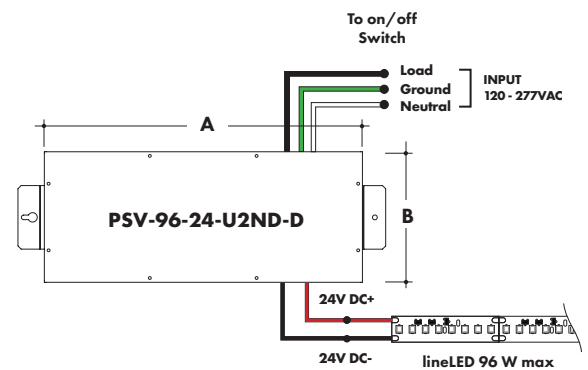 To on/off
Switch
Load
Ground
Neutral
INPUT
120 - 277VAC
A
B
PSV-96-24-U2ND-D
24V DC+
24V DC-
lineLED 96 W max